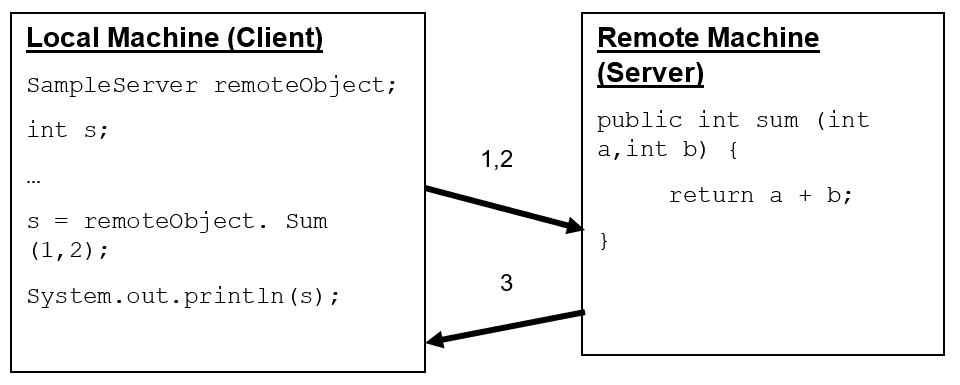 Local Machine (Client)
SampleServer remoteObject;
int s;
…
s = remoteObject. Sum
(1,2);
System.out.println(s);
1,2
3
Remote Machine
(Server)
public int sum (int
a,int b) {
return a + b;
}